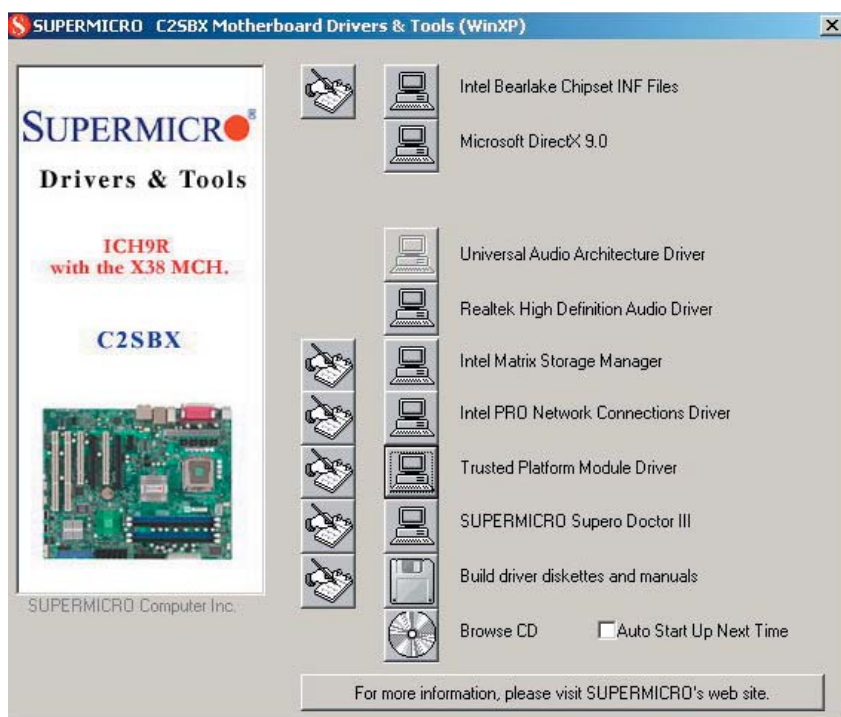 SUPERMICRO C2SBX Motherboard Drivers & Tools (WinXP)
SUPERMICRO®
Drivers & Tools
ICH9R
with the X38 MCH.
C2SBX
SUPERMICRO Computer Inc.
Intel Bearlake Chipset INF Files
Microsoft DirectX 9.0
Universal Audio Architecture Driver
Realtek High Definition Audio Driver
Intel Matrix Storage Manager
Intel PRO Network Connections Driver
Trusted Platform Module Driver
SUPERMICRO Supero Doctor III
Build driver diskettes and manuals
Browse CD
Auto Start Up Next Time
For more information, please visit SUPERMICRO's web site.